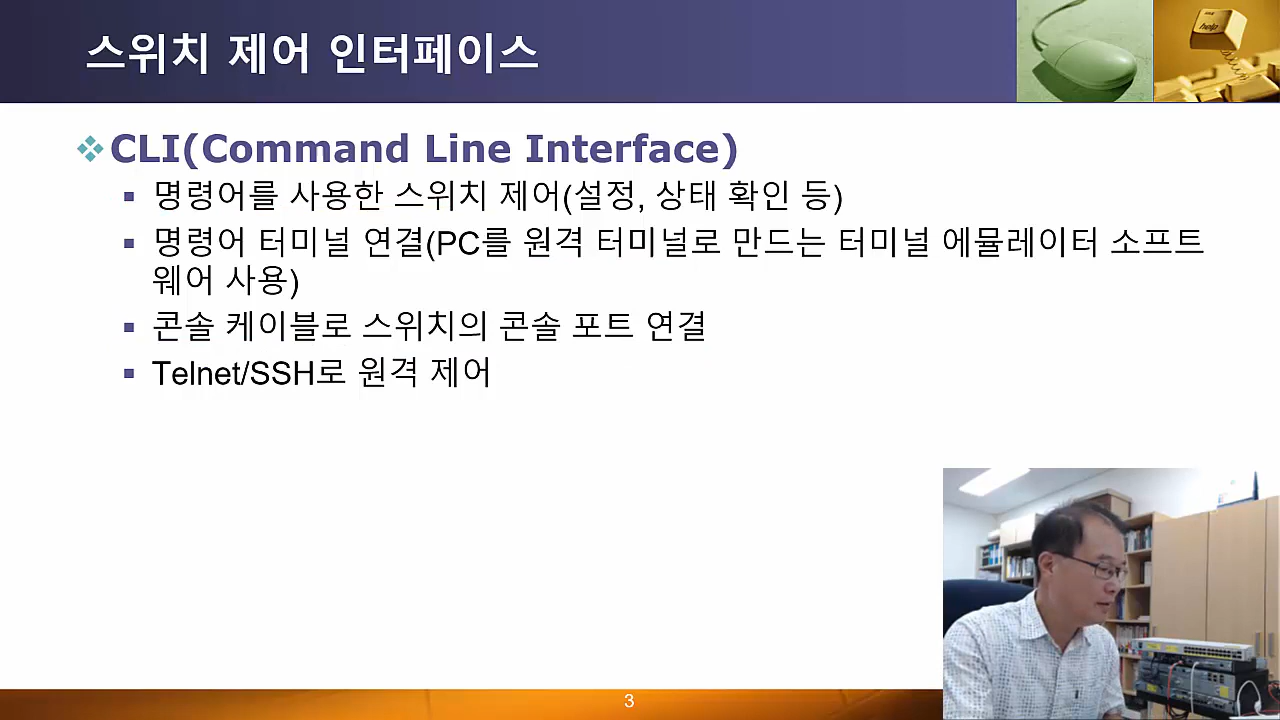 스위치 제어 인터페이스
help
CLI(Command Line Interface)
명령어를 사용한 스위치 제어(설정, 상태 확인 등)
명령어 터미널 연결(PC를 원격 터미널로 만드는 터미널 에뮬레이터 소프트
웨어 사용)
콘솔 케이블로 스위치의 콘솔 포트 연결
Telnet/SSH로 원격 제어
3